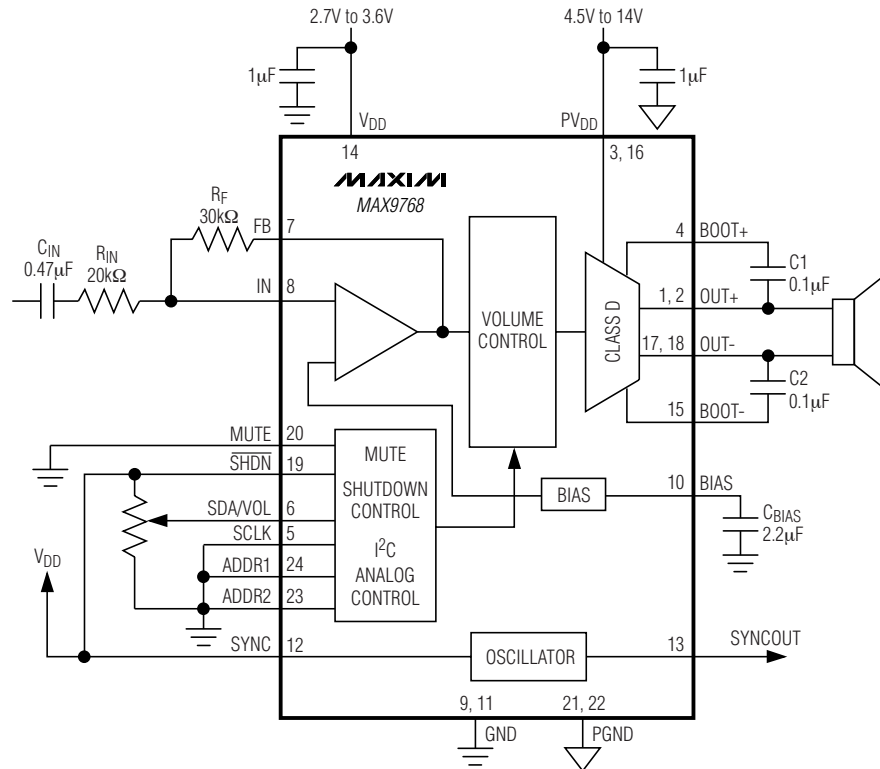 2.7V to 3.6V
4.5V to 14V
1μF
1μF
VDD
PVDD
14
3, 16
MAXIM
MAX9768
RF
30kΩ
FB
7
4
BOOT+
CIN
0.47μF
RIN
20kΩ
C1
0.1μF
IN
8
1, 2
OUT+
VOLUME
CONTROL
CLASS D
17, 18
OUT-
C2
0.1μF
15
BOOT-
MUTE
20
SHDN
19
MUTE
SHUTDOWN
CONTROL
I2C
ANALOG
CONTROL
BIAS
10
BIAS
CBIAS
2.2μF
SDA/VOL
6
SCLK
5
VDD
ADDR1
24
ADDR2
23
SYNC
12
OSCILLATOR
13
SYNCOUT
9, 11
GND
21, 22
PGND